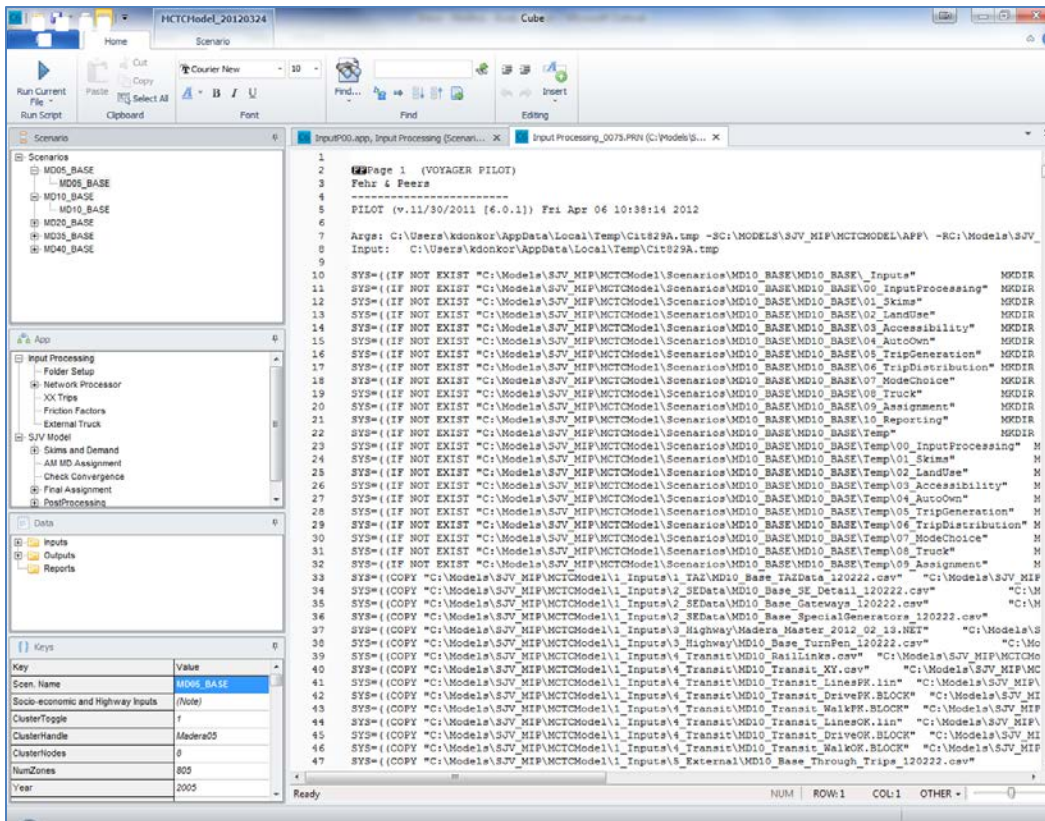 MCTCModel_20120324
Cube
Home
Scenario
Run Current
File
Run Script
Paste
Cut
Copy
Select All
Clipboard
Courier New
10
B I U
Font
Find...
Find
Insert
Editing
Scenario
Scenarios
MD05_BASE
MD05_BASE
MD10_BASE
MD10_BASE
MD20_BASE
MD35_BASE
MD40_BASE
App
Input Processing
Folder Setup
Network Processor
XX Trips
Friction Factors
External Truck
SJV Model
Skims and Demand
AM MD Assignment
Check Convergence
Final Assignment
PostProcessing
Data
Inputs
Outputs
Reports
Keys
Key Value
Scen. Name MD05_BASE
Socio-economic and Highway Inputs (Note)
ClusterToggle 1
ClusterHandle Madera05
ClusterNodes 8
NumZones 805
Year 2005
InputP00.app, Input Processing (Scenari...
Input Processing_0075.PRN (C:\Models\S...
1
2 Page 1 (VOYAGER PILOT)
3 Fehr & Peers
4 -------------------------
5 PILOT (v.11/30/2011 [6.0.1]) Fri Apr 06 10:38:14 2012
6
7 Args: C:\Users\kdonkor\AppData\Local\Temp\Cit829A.tmp -SC:\MODELS\SJV_MIP\MCTCMODEL\APP\ -RC:\Models\SJV_
8 Input: C:\Users\kdonkor\AppData\Local\Temp\Cit829A.tmp
9
10 SYS=((IF NOT EXIST "C:\Models\SJV_MIP\MCTCModel\Scenarios\MD10_BASE\MD10_BASE\_Inputs" MKDIR
11 SYS=((IF NOT EXIST "C:\Models\SJV_MIP\MCTCModel\Scenarios\MD10_BASE\MD10_BASE\00_InputProcessing" MKDIR
12 SYS=((IF NOT EXIST "C:\Models\SJV_MIP\MCTCModel\Scenarios\MD10_BASE\MD10_BASE\01_Skims" MKDIR
13 SYS=((IF NOT EXIST "C:\Models\SJV_MIP\MCTCModel\Scenarios\MD10_BASE\MD10_BASE\02_LandUse" MKDIR
14 SYS=((IF NOT EXIST "C:\Models\SJV_MIP\MCTCModel\Scenarios\MD10_BASE\MD10_BASE\03_Accessibility" MKDIR
15 SYS=((IF NOT EXIST "C:\Models\SJV_MIP\MCTCModel\Scenarios\MD10_BASE\MD10_BASE\04_AutoOwn" MKDIR
16 SYS=((IF NOT EXIST "C:\Models\SJV_MIP\MCTCModel\Scenarios\MD10_BASE\MD10_BASE\05_TripGeneration" MKDIR
17 SYS=((IF NOT EXIST "C:\Models\SJV_MIP\MCTCModel\Scenarios\MD10_BASE\MD10_BASE\06_TripDistribution" MKDIR
18 SYS=((IF NOT EXIST "C:\Models\SJV_MIP\MCTCModel\Scenarios\MD10_BASE\MD10_BASE\07_ModeChoice" MKDIR
19 SYS=((IF NOT EXIST "C:\Models\SJV_MIP\MCTCModel\Scenarios\MD10_BASE\MD10_BASE\08_Truck" MKDIR
20 SYS=((IF NOT EXIST "C:\Models\SJV_MIP\MCTCModel\Scenarios\MD10_BASE\MD10_BASE\09_Assignment" MKDIR
21 SYS=((IF NOT EXIST "C:\Models\SJV_MIP\MCTCModel\Scenarios\MD10_BASE\MD10_BASE\10_Reporting" MKDIR
22 SYS=((IF NOT EXIST "C:\Models\SJV_MIP\MCTCModel\Scenarios\MD10_BASE\MD10_BASE\Temp" MKDIR
23 SYS=((IF NOT EXIST "C:\Models\SJV_MIP\MCTCModel\Scenarios\MD10_BASE\MD10_BASE\Temp\00_InputProcessing" M
24 SYS=((IF NOT EXIST "C:\Models\SJV_MIP\MCTCModel\Scenarios\MD10_BASE\MD10_BASE\Temp\01_Skims" M
25 SYS=((IF NOT EXIST "C:\Models\SJV_MIP\MCTCModel\Scenarios\MD10_BASE\MD10_BASE\Temp\02_LandUse" M
26 SYS=((IF NOT EXIST "C:\Models\SJV_MIP\MCTCModel\Scenarios\MD10_BASE\MD10_BASE\Temp\03_Accessibility" M
27 SYS=((IF NOT EXIST "C:\Models\SJV_MIP\MCTCModel\Scenarios\MD10_BASE\MD10_BASE\Temp\04_AutoOwn" M
28 SYS=((IF NOT EXIST "C:\Models\SJV_MIP\MCTCModel\Scenarios\MD10_BASE\MD10_BASE\Temp\05_TripGeneration" M
29 SYS=((IF NOT EXIST "C:\Models\SJV_MIP\MCTCModel\Scenarios\MD10_BASE\MD10_BASE\Temp\06_TripDistribution" M
30 SYS=((IF NOT EXIST "C:\Models\SJV_MIP\MCTCModel\Scenarios\MD10_BASE\MD10_BASE\Temp\07_ModeChoice" M
31 SYS=((IF NOT EXIST "C:\Models\SJV_MIP\MCTCModel\Scenarios\MD10_BASE\MD10_BASE\Temp\08_Truck" M
32 SYS=((IF NOT EXIST "C:\Models\SJV_MIP\MCTCModel\Scenarios\MD10_BASE\MD10_BASE\Temp\09_Assignment" M
33 SYS=((COPY "C:\Models\SJV_MIP\MCTCModel\1_Inputs\1_TAZ\MD10_Base_TAZData_120222.csv" "C:\Models\SJV_MIP
34 SYS=((COPY "C:\Models\SJV_MIP\MCTCModel\1_Inputs\2_SEData\MD10_Base_SE_Detail_120222.csv" "C:\M
35 SYS=((COPY "C:\Models\SJV_MIP\MCTCModel\1_Inputs\2_SEData\MD10_Base_Gateways_120222.csv" "C:\M
36 SYS=((COPY "C:\Models\SJV_MIP\MCTCModel\1_Inputs\2_SEData\MD10_Base_SpecialGenerators_120222.csv"
37 SYS=((COPY "C:\Models\SJV_MIP\MCTCModel\1_Inputs\3_Highway\Madera_Master_2012_02_13.NET" "C:\Models\S
38 SYS=((COPY "C:\Models\SJV_MIP\MCTCModel\1_Inputs\3_Highway\MD10_Base_TurnPen_120222.csv" "C:\Mo
39 SYS=((COPY "C:\Models\SJV_MIP\MCTCModel\1_Inputs\4_Transit\MD10_RailLinks.csv" "C:\Models\SJV_MIP\MCTCMo
40 SYS=((COPY "C:\Models\SJV_MIP\MCTCModel\1_Inputs\4_Transit\MD10_Transit_XY.csv" "C:\Models\SJV_MIP\MC
41 SYS=((COPY "C:\Models\SJV_MIP\MCTCModel\1_Inputs\4_Transit\MD10_Transit_LinesPK.lin" "C:\Models\SJV_MIP\
42 SYS=((COPY "C:\Models\SJV_MIP\MCTCModel\1_Inputs\4_Transit\MD10_Transit_DrivePK.BLOCK" "C:\Models\SJV_MI
43 SYS=((COPY "C:\Models\SJV_MIP\MCTCModel\1_Inputs\4_Transit\MD10_Transit_WalkPK.BLOCK" "C:\Models\SJV_MIP
44 SYS=((COPY "C:\Models\SJV_MIP\MCTCModel\1_Inputs\4_Transit\MD10_Transit_LinesOK.lin" "C:\Models\SJV_MIP\
45 SYS=((COPY "C:\Models\SJV_MIP\MCTCModel\1_Inputs\4_Transit\MD10_Transit_DriveOK.BLOCK" "C:\Models\SJV_MI
46 SYS=((COPY "C:\Models\SJV_MIP\MCTCModel\1_Inputs\4_Transit\MD10_Transit_WalkOK.BLOCK" "C:\Models\SJV_MIP
47 SYS=((COPY "C:\Models\SJV_MIP\MCTCModel\1_Inputs\5_External\MD10_Base_Through_Trips_120222.csv"
Ready
NUM ROW:1 COL:1 OTHER